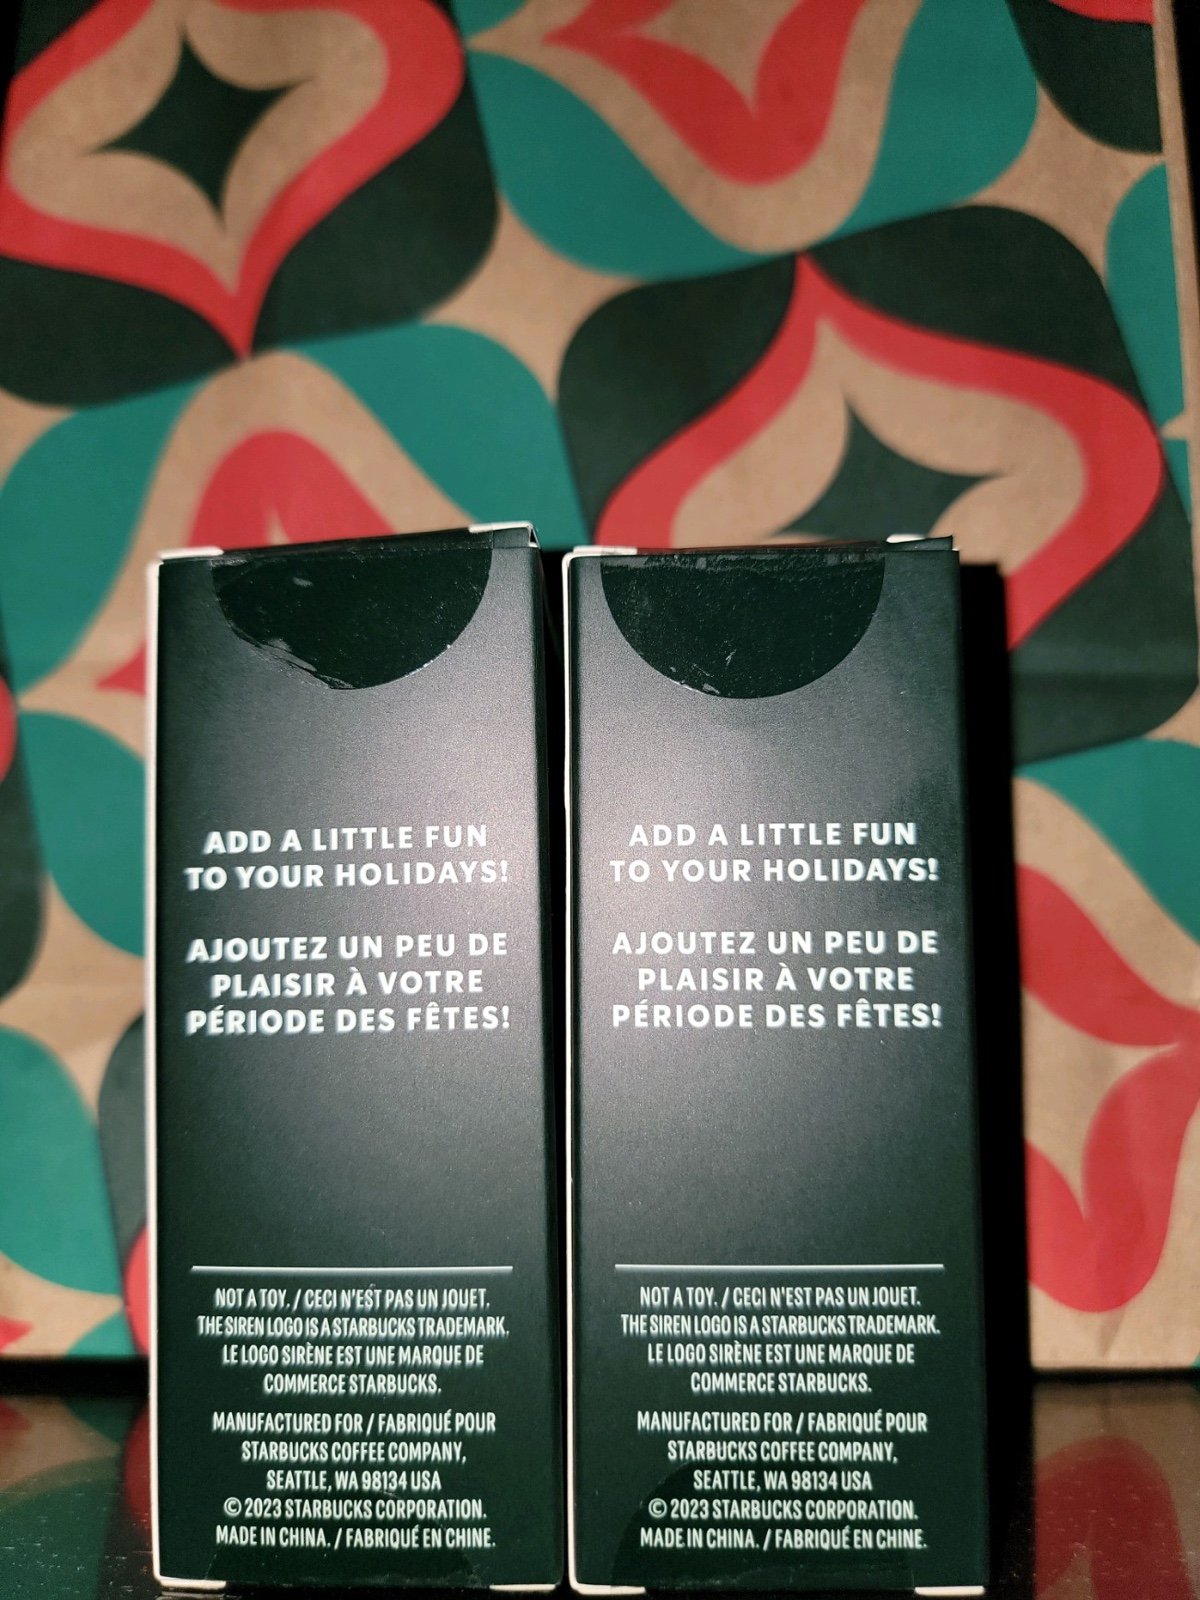 ADD A LITTLE FUN
TO YOUR HOLIDAYS!
AJOUTEZ UN PEU DE
PLAISIR À VOTRE
PÉRIODE DES FÊTES!
NOT A TOY. / CECI N'EST PAS UN JOUET.
THE SIREN LOGO IS A STARBUCKS TRADEMARK.
LE LOGO SIRÈNE EST UNE MARQUE DE
COMMERCE STARBUCKS.
MANUFACTURED FOR / FABRIQUÉ POUR
STARBUCKS COFFEE COMPANY,
SEATTLE, WA 98134 USA
© 2023 STARBUCKS CORPORATION.
MADE IN CHINA. / FABRIQUÉ EN CHINE.
ADD A LITTLE FUN
TO YOUR HOLIDAYS!
AJOUTEZ UN PEU DE
PLAISIR À VOTRE
PÉRIODE DES FÊTES!
NOT A TOY. / CECI N'EST PAS UN JOUET.
THE SIREN LOGO IS A STARBUCKS TRADEMARK.
LE LOGO SIRÈNE EST UNE MARQUE DE
COMMERCE STARBUCKS.
MANUFACTURED FOR / FABRIQUÉ POUR
STARBUCKS COFFEE COMPANY,
SEATTLE, WA 98134 USA
© 2023 STARBUCKS CORPORATION.
MADE IN CHINA. / FABRIQUÉ EN CHINE.